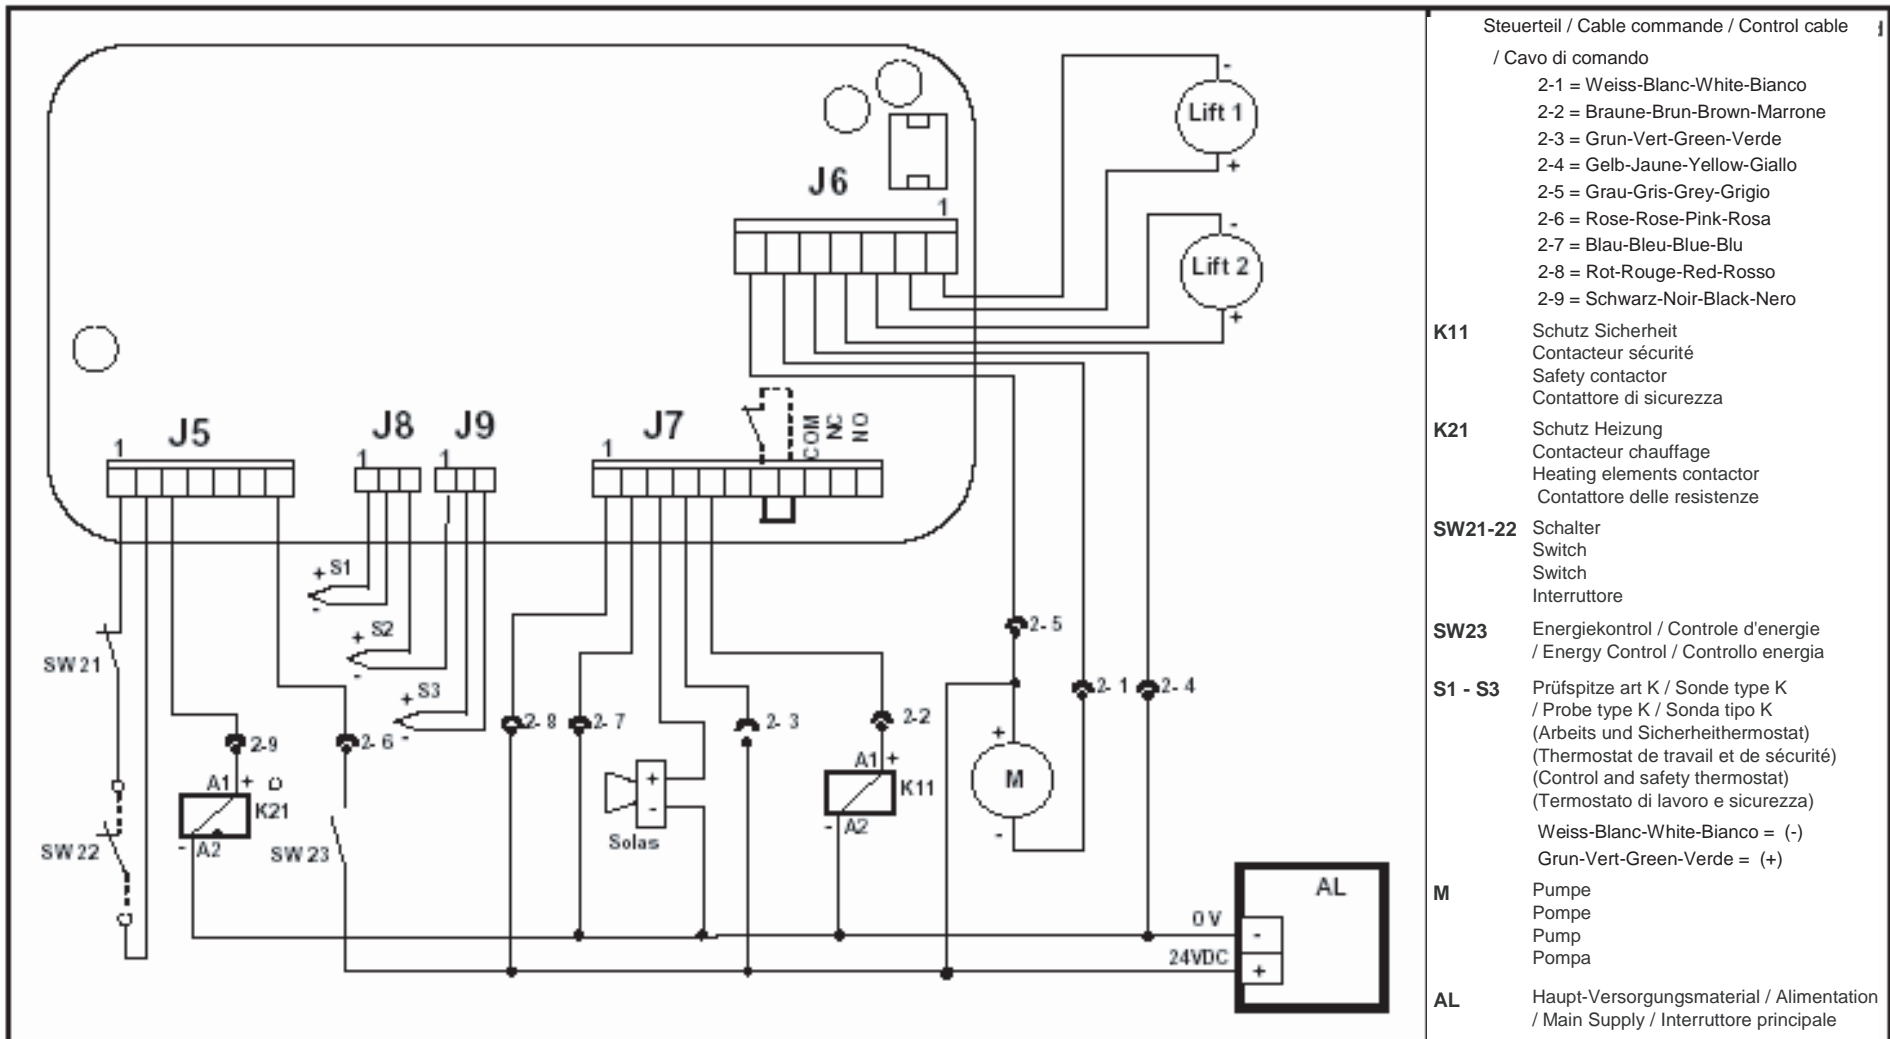 Lift 1
-
+
J6
1
Lift 2
-
+
COM
NC
NO
J5
1
J8
1
J9
1
J7
1
+ S1
-
+ S2
-
+ S3
-
SW 21
SW 22
2-9
A1 +
K21
- A2
2- 6
SW 23
2- 8
2- 7
2- 3
+
-
Solas
2-2
A1 +
K11
- A2
2- 5
2- 1
2- 4
+
M
-
AL
0 V
-
24VDC
+
Steuerteil / Cable commande / Control cable
/ Cavo di comando
2-1 = Weiss-Blanc-White-Bianco
2-2 = Braune-Brun-Brown-Marrone
2-3 = Grun-Vert-Green-Verde
2-4 = Gelb-Jaune-Yellow-Giallo
2-5 = Grau-Gris-Grey-Grigio
2-6 = Rose-Rose-Pink-Rosa
2-7 = Blau-Bleu-Blue-Blu
2-8 = Rot-Rouge-Red-Rosso
2-9 = Schwarz-Noir-Black-Nero
K11 Schutz Sicherheit
Contacteur sécurité
Safety contactor
Contattore di sicurezza
K21 Schutz Heizung
Contacteur chauffage
Heating elements contactor
Contattore delle resistenze
SW21-22 Schalter
Switch
Switch
Interruttore
SW23 Energiekontrol / Controle d'energie
/ Energy Control / Controllo energia
S1 - S3 Prüfspitze art K / Sonde type K
/ Probe type K / Sonda tipo K
(Arbeits und Sicherheithermostat)
(Thermostat de travail et de sécurité)
(Control and safety thermostat)
(Termostato di lavoro e sicurezza)
Weiss-Blanc-White-Bianco = (-)
Grun-Vert-Green-Verde = (+)
M Pumpe
Pompe
Pump
Pompa
AL Haupt-Versorgungsmaterial / Alimentation
/ Main Supply / Interruttore principale